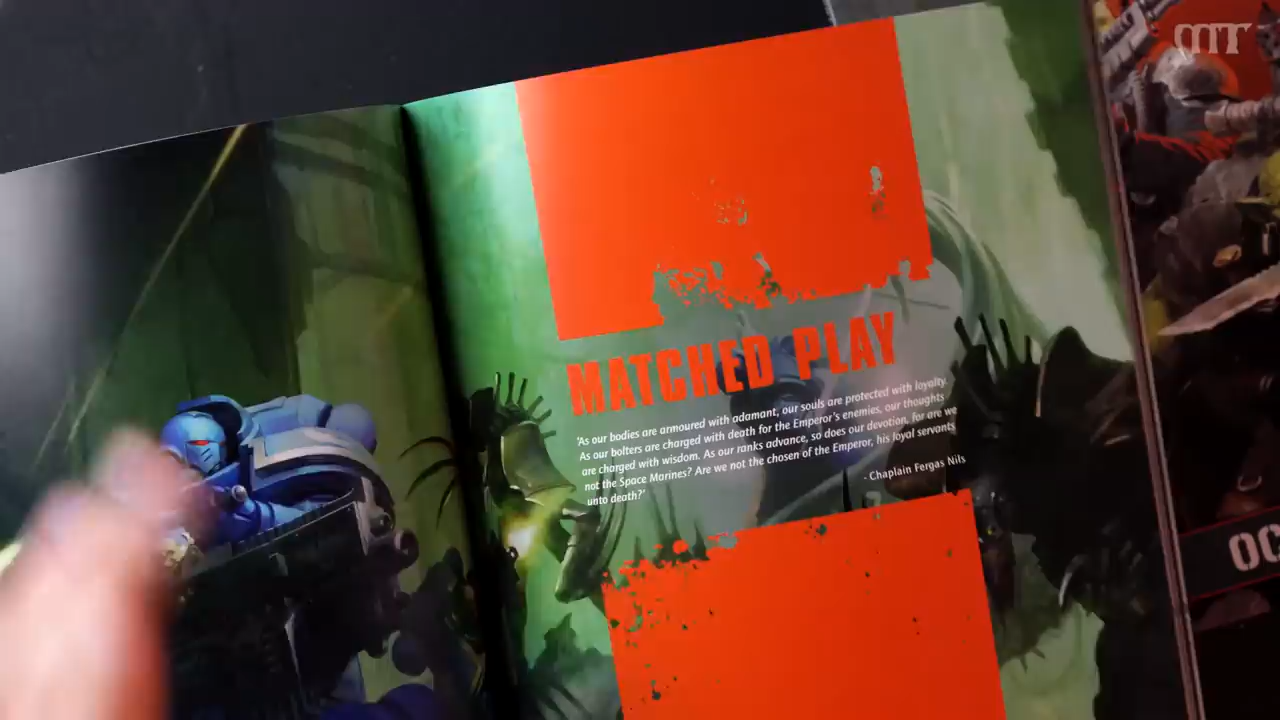 MATCHED PLAY
'As our bodies are armoured with adamant, our souls are protected with loyalty.
As our bolters are charged with death for the Emperor's enemies, our thoughts
are charged with wisdom. As our ranks advance, so does our devotion, for are we
not the Space Marines? Are we not the chosen of the Emperor, his loyal servants
unto death?'
- Chaplain Fergas Nils